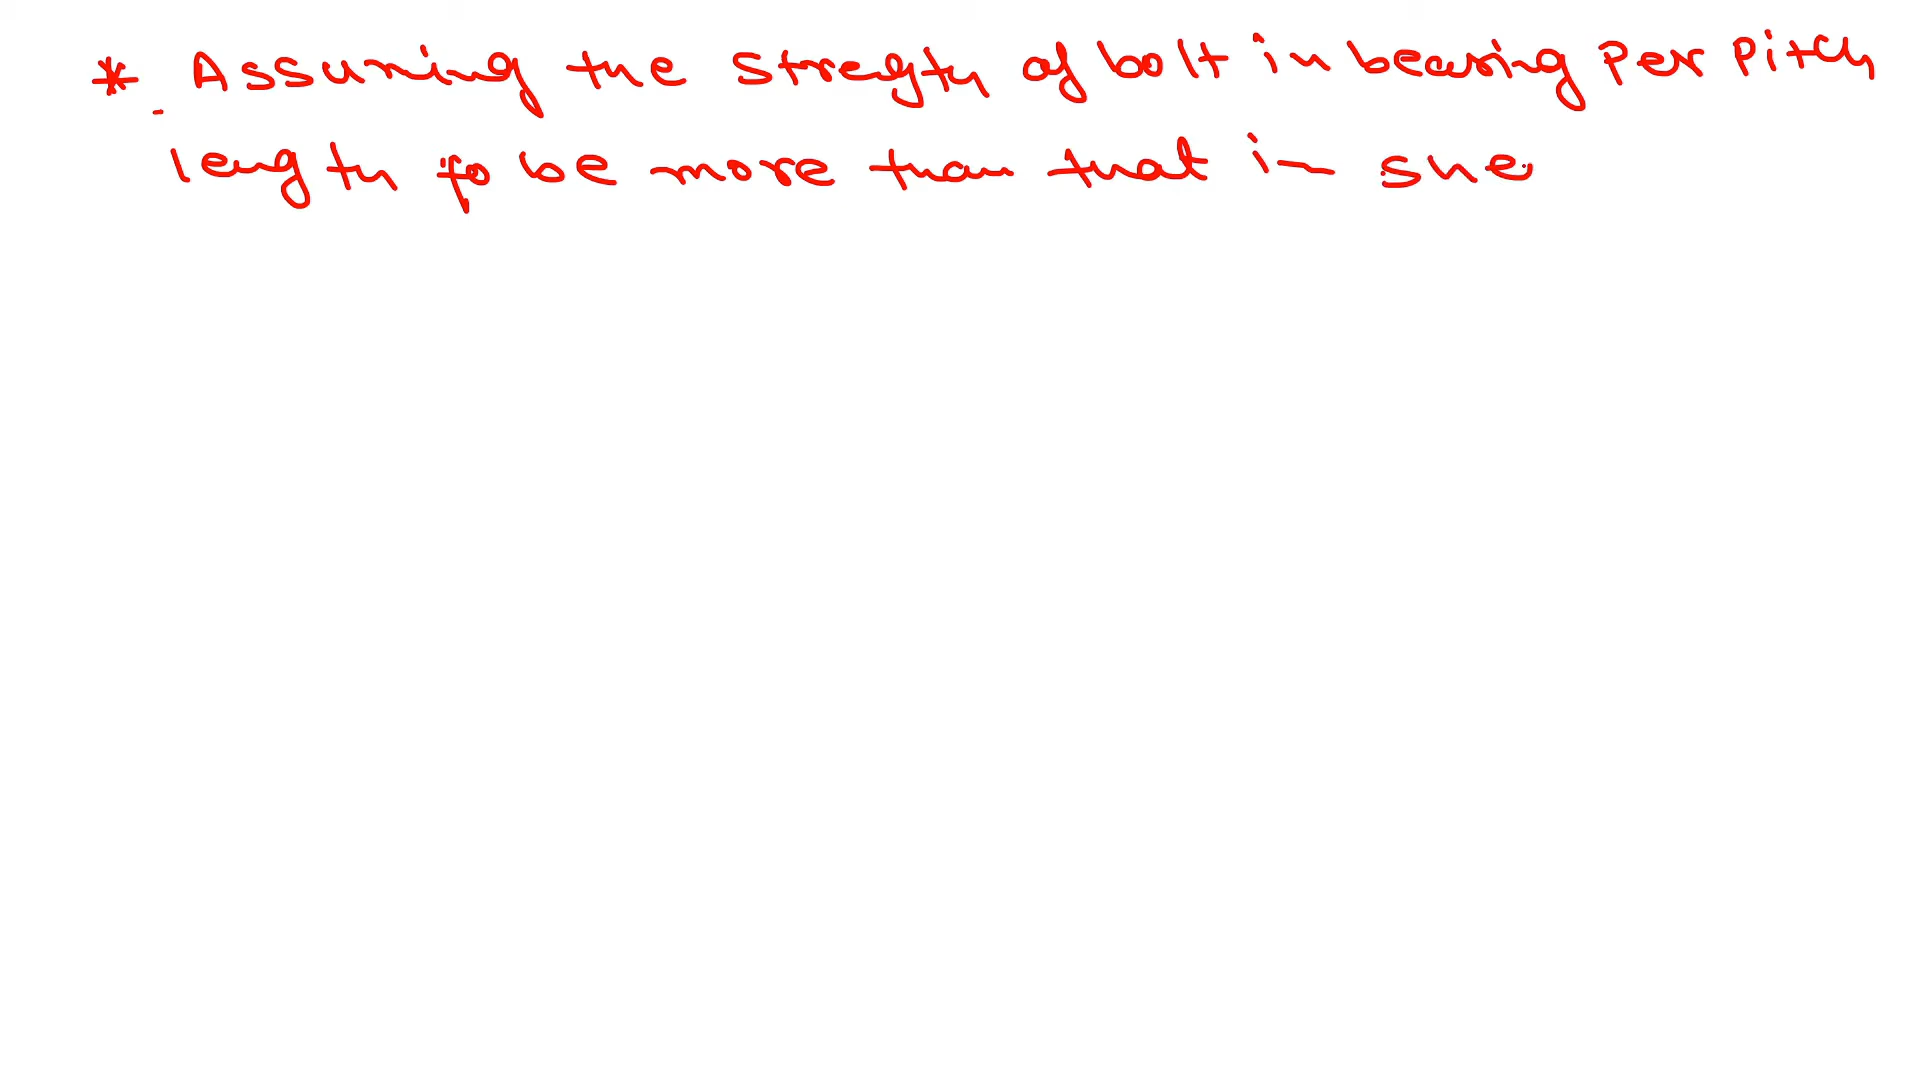 * Assuming the strength of bolt in bearing per pitch
length to be more than that in she